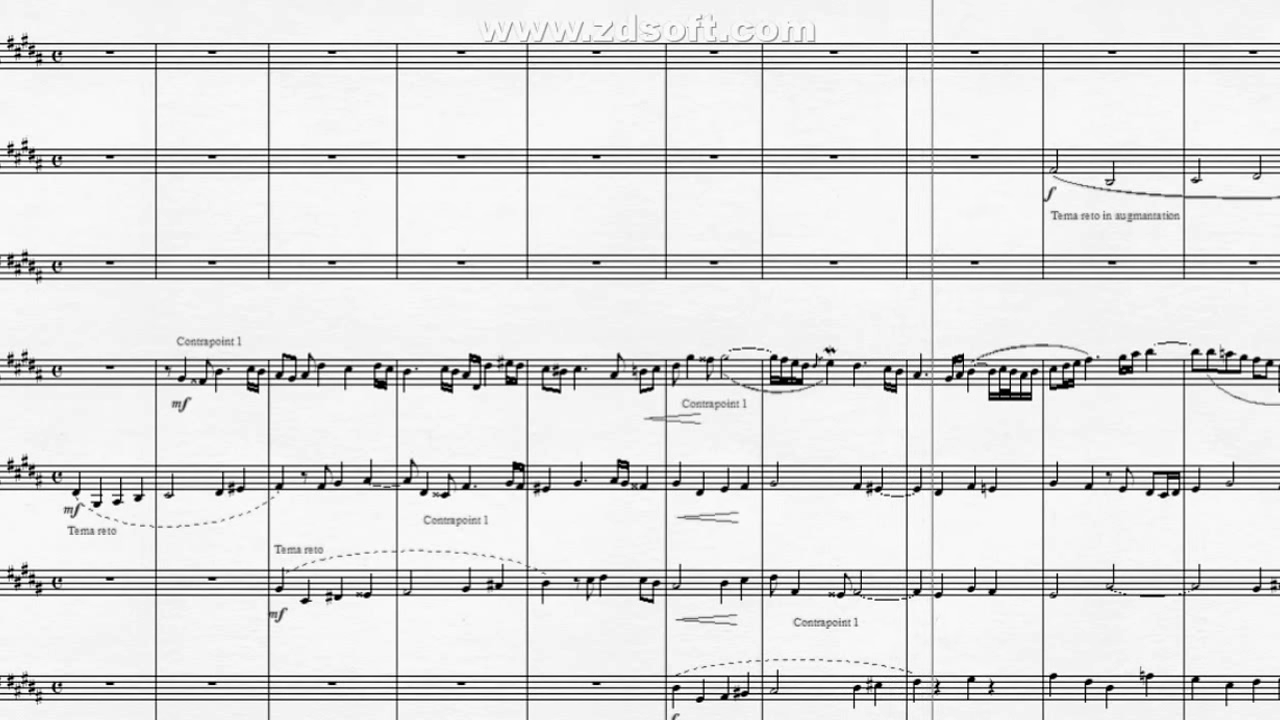 www.zdsoft.com
f
Tema reto in augmantation
Contrapoint 1
mf
Contrapoint 1
mf
Tema reto
Contrapoint 1
Tema reto
mf
Contrapoint 1
f